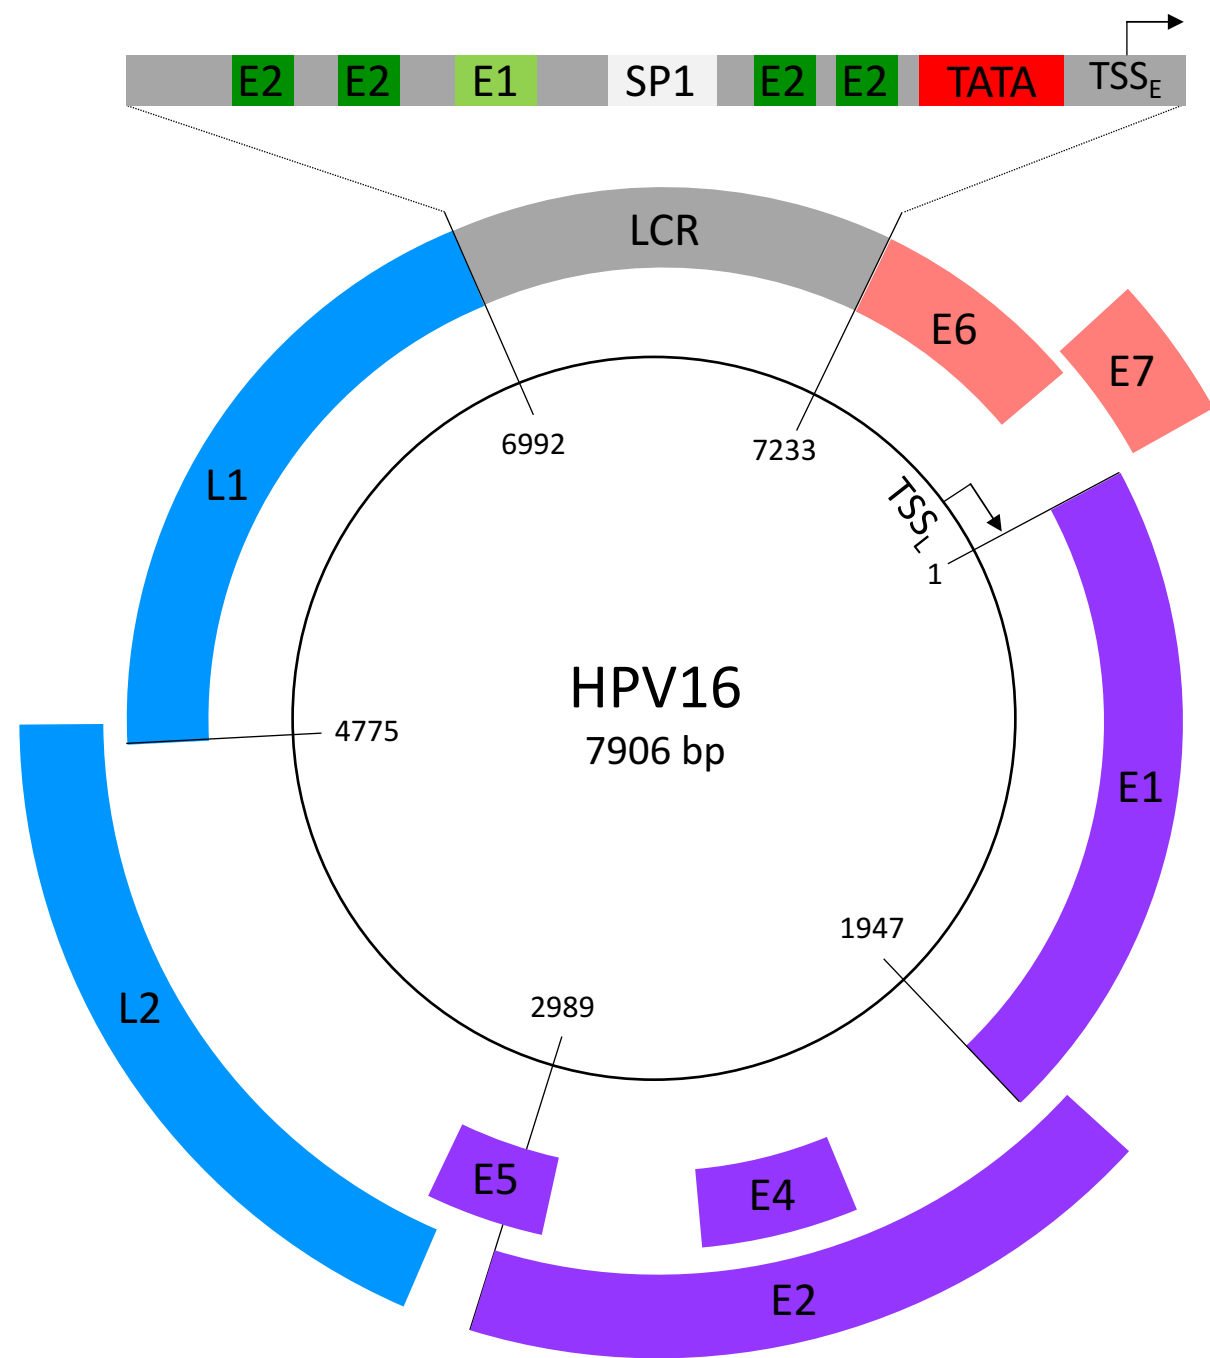 E2 E2 E1 SP1 E2 E2 TATA TSSE
LCR
E6
E7
6992
7233
L1
TSSL
1
HPV16
7906 bp
4775
E1
1947
L2
2989
E5
E4
E2